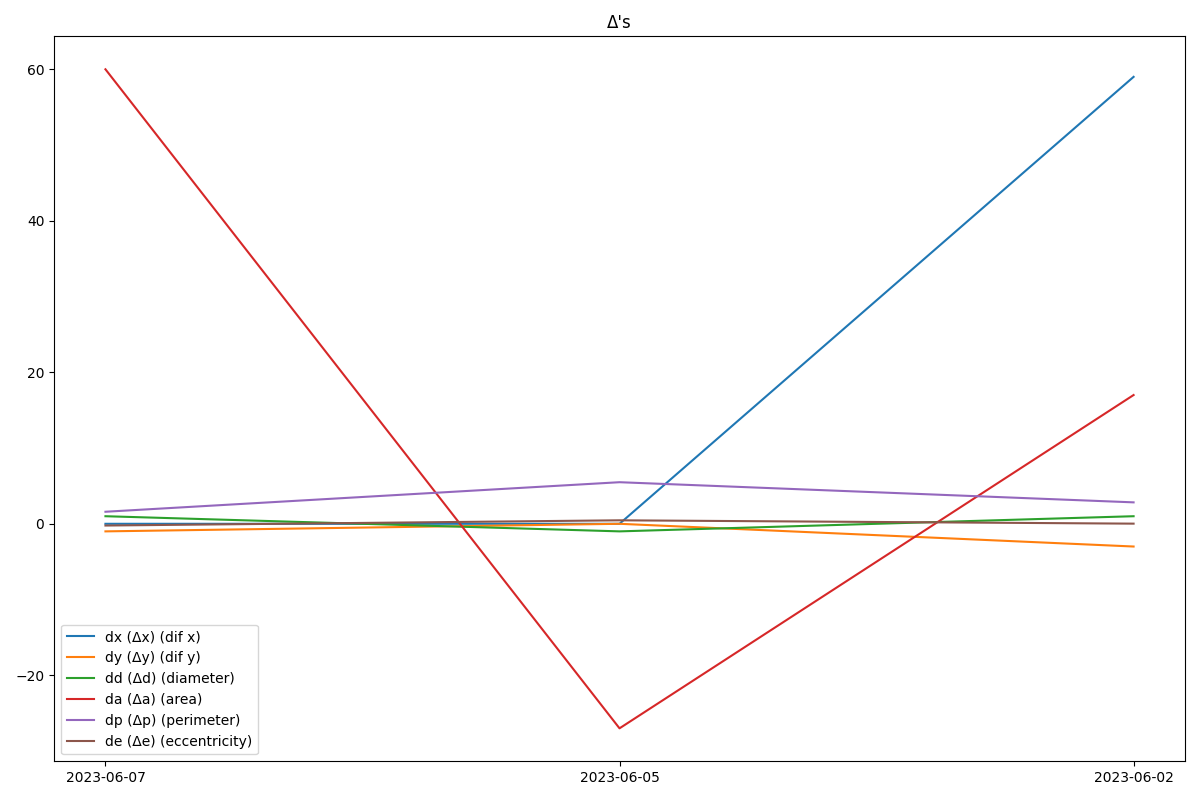 Δ's
60
40
20
0
−20
dx (Δx) (dif x)
dy (Δy) (dif y)
dd (Δd) (diameter)
da (Δa) (area)
dp (Δp) (perimeter)
de (Δe) (eccentricity)
2023-06-07 2023-06-05 2023-06-02